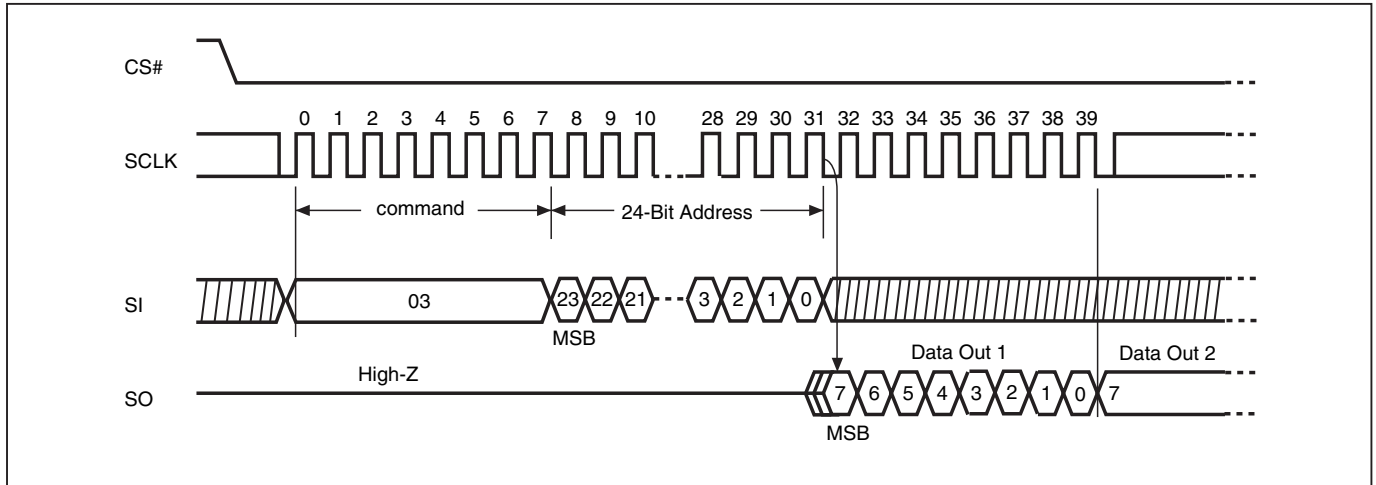 CS#
0 1 2 3 4 5 6 7 8 9 10 28 29 30 31 32 33 34 35 36 37 38 39
SCLK
command 24-Bit Address
SI 03 23 22 21 3 2 1 0
MSB
Data Out 1 Data Out 2
High-Z
SO 7 6 5 4 3 2 1 0 7
MSB